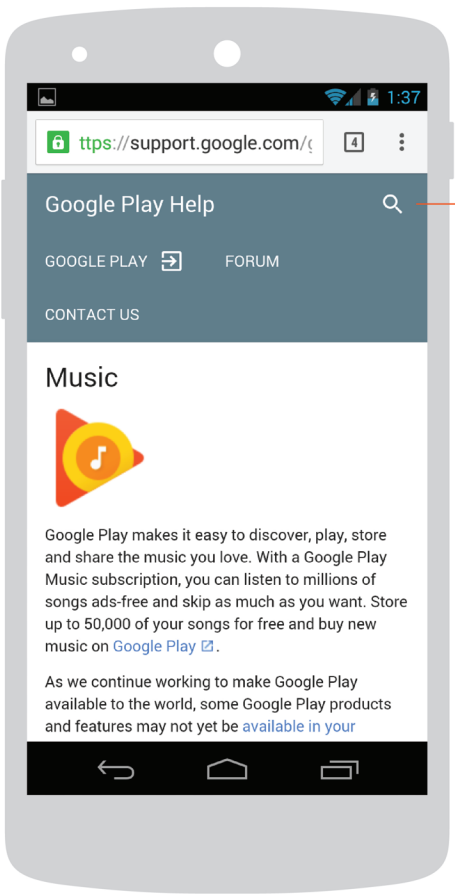 1:37
ttps://support.google.com/
4
Google Play Help
GOOGLE PLAY FORUM
CONTACT US
Music
Google Play makes it easy to discover, play, store
and share the music you love. With a Google Play
Music subscription, you can listen to millions of
songs ads-free and skip as much as you want. Store
up to 50,000 of your songs for free and buy new
music on Google Play .
As we continue working to make Google Play
available to the world, some Google Play products
and features may not yet be available in your